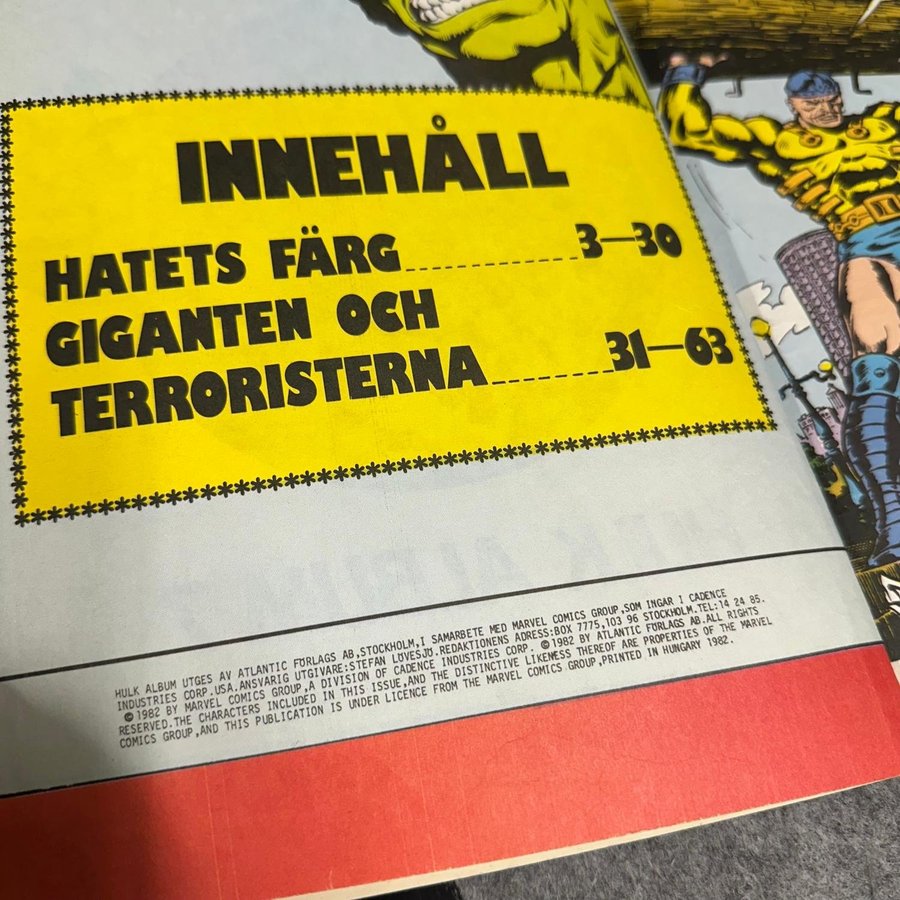 INNEHÅLL
HATETS FÄRG 3—30
GIGANTEN OCH
TERRORISTERNA 31—63
HULK ALBUM UTGES AV ATLANTIC FÖRLAGS AB,STOCKHOLM,I SAMARBETE MED MARVEL COMICS GROUP,SOM INGAR I CADENCE
INDUSTRIES CORP.USA.ANSVARIG UTGIVARE:STEFAN LÖVESJÖ.REDAKTIONENS ADRESS:BOX 7775,103 96 STOCKHOLM.TEL:14 24 85.
©1982 BY MARVEL COMICS GROUP,A DIVISION OF CADENCE INDUSTRIES CORP. ©1982 BY ATLANTIC FÖRLAGS AB.ALL RIGHTS
RESERVED.THE CHARACTERS INCLUDED IN THIS ISSUE,AND THE DISTINCTIVE LIKENESS THEREOF ARE PROPERTIES OF THE MARVEL
COMICS GROUP,AND THIS PUBLICATION IS UNDER LICENCE FROM THE MARVEL COMICS GROUP,PRINTED IN HUNGARY 1982.